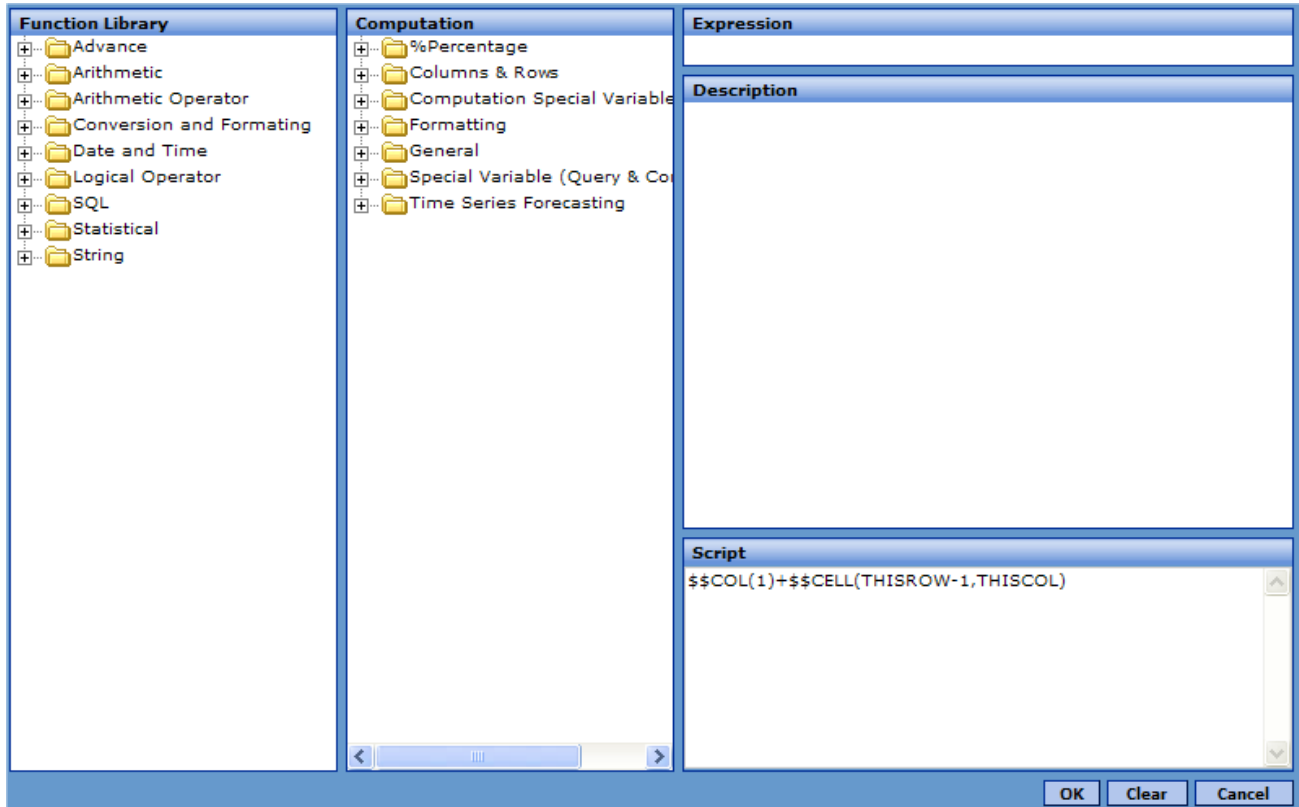 Function Library
Advance
Arithmetic
Arithmetic Operator
Conversion and Formating
Date and Time
Logical Operator
SQL
Statistical
String
Computation
%Percentage
Columns & Rows
Computation Special Variable
Formatting
General
Special Variable (Query & Co
Time Series Forecasting
Expression
Description
Script
$$COL(1)+$$CELL(THISROW-1,THISCOL)
OK Clear Cancel